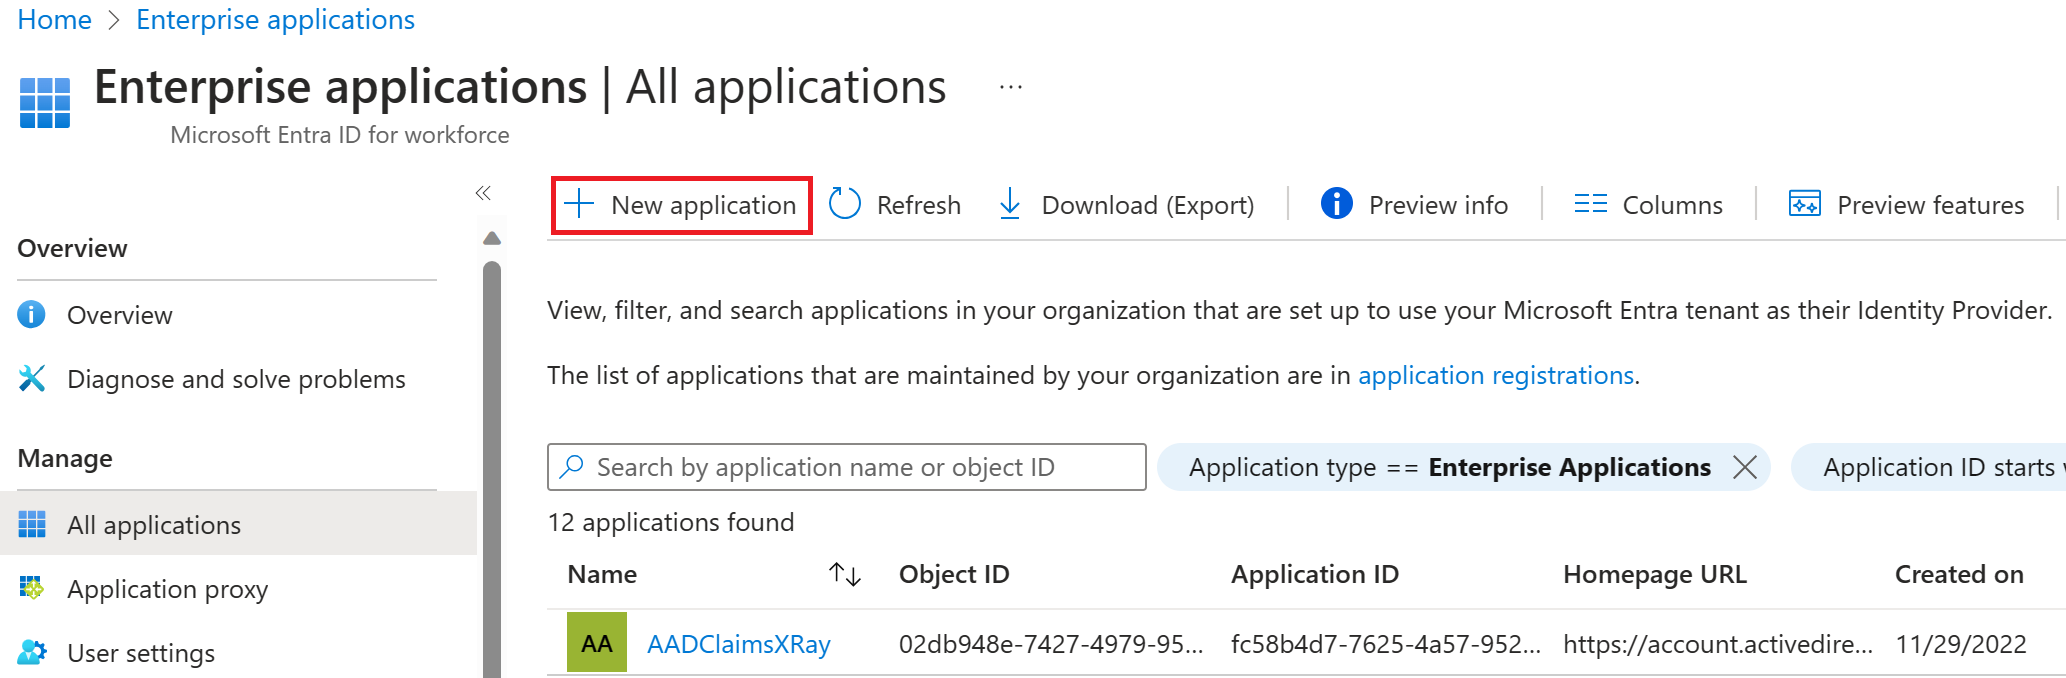 Home > Enterprise applications
Enterprise applications | All applications ...
Microsoft Entra ID for workforce
«
New application Refresh Download (Export) Preview info Columns Preview features
Overview
Overview
Diagnose and solve problems
Manage
All applications
Application proxy
User settings
View, filter, and search applications in your organization that are set up to use your Microsoft Entra tenant as their Identity Provider.
The list of applications that are maintained by your organization are in application registrations.
Search by application name or object ID Application type == Enterprise Applications Application ID starts
12 applications found
Name Object ID Application ID Homepage URL Created on
AA AADClaimsXRay 02db948e-7427-4979-95... fc58b4d7-7625-4a57-952... https://account.activedire... 11/29/2022